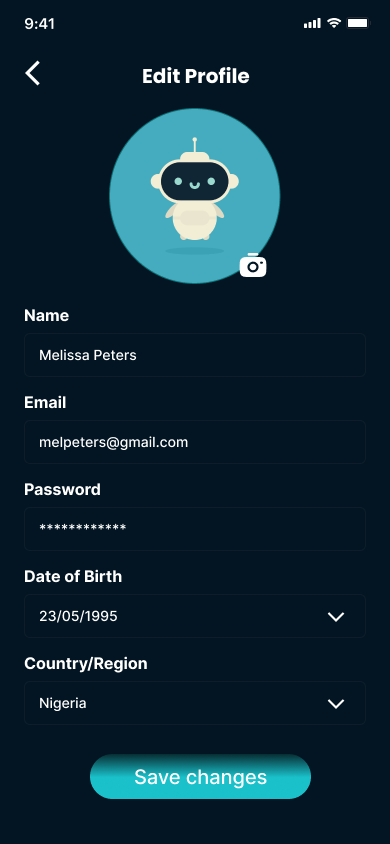 9:41
Edit Profile
Name
Melissa Peters
Email
melpeters@gmail.com
Password
************
Date of Birth
23/05/1995
Country/Region
Nigeria
Save changes